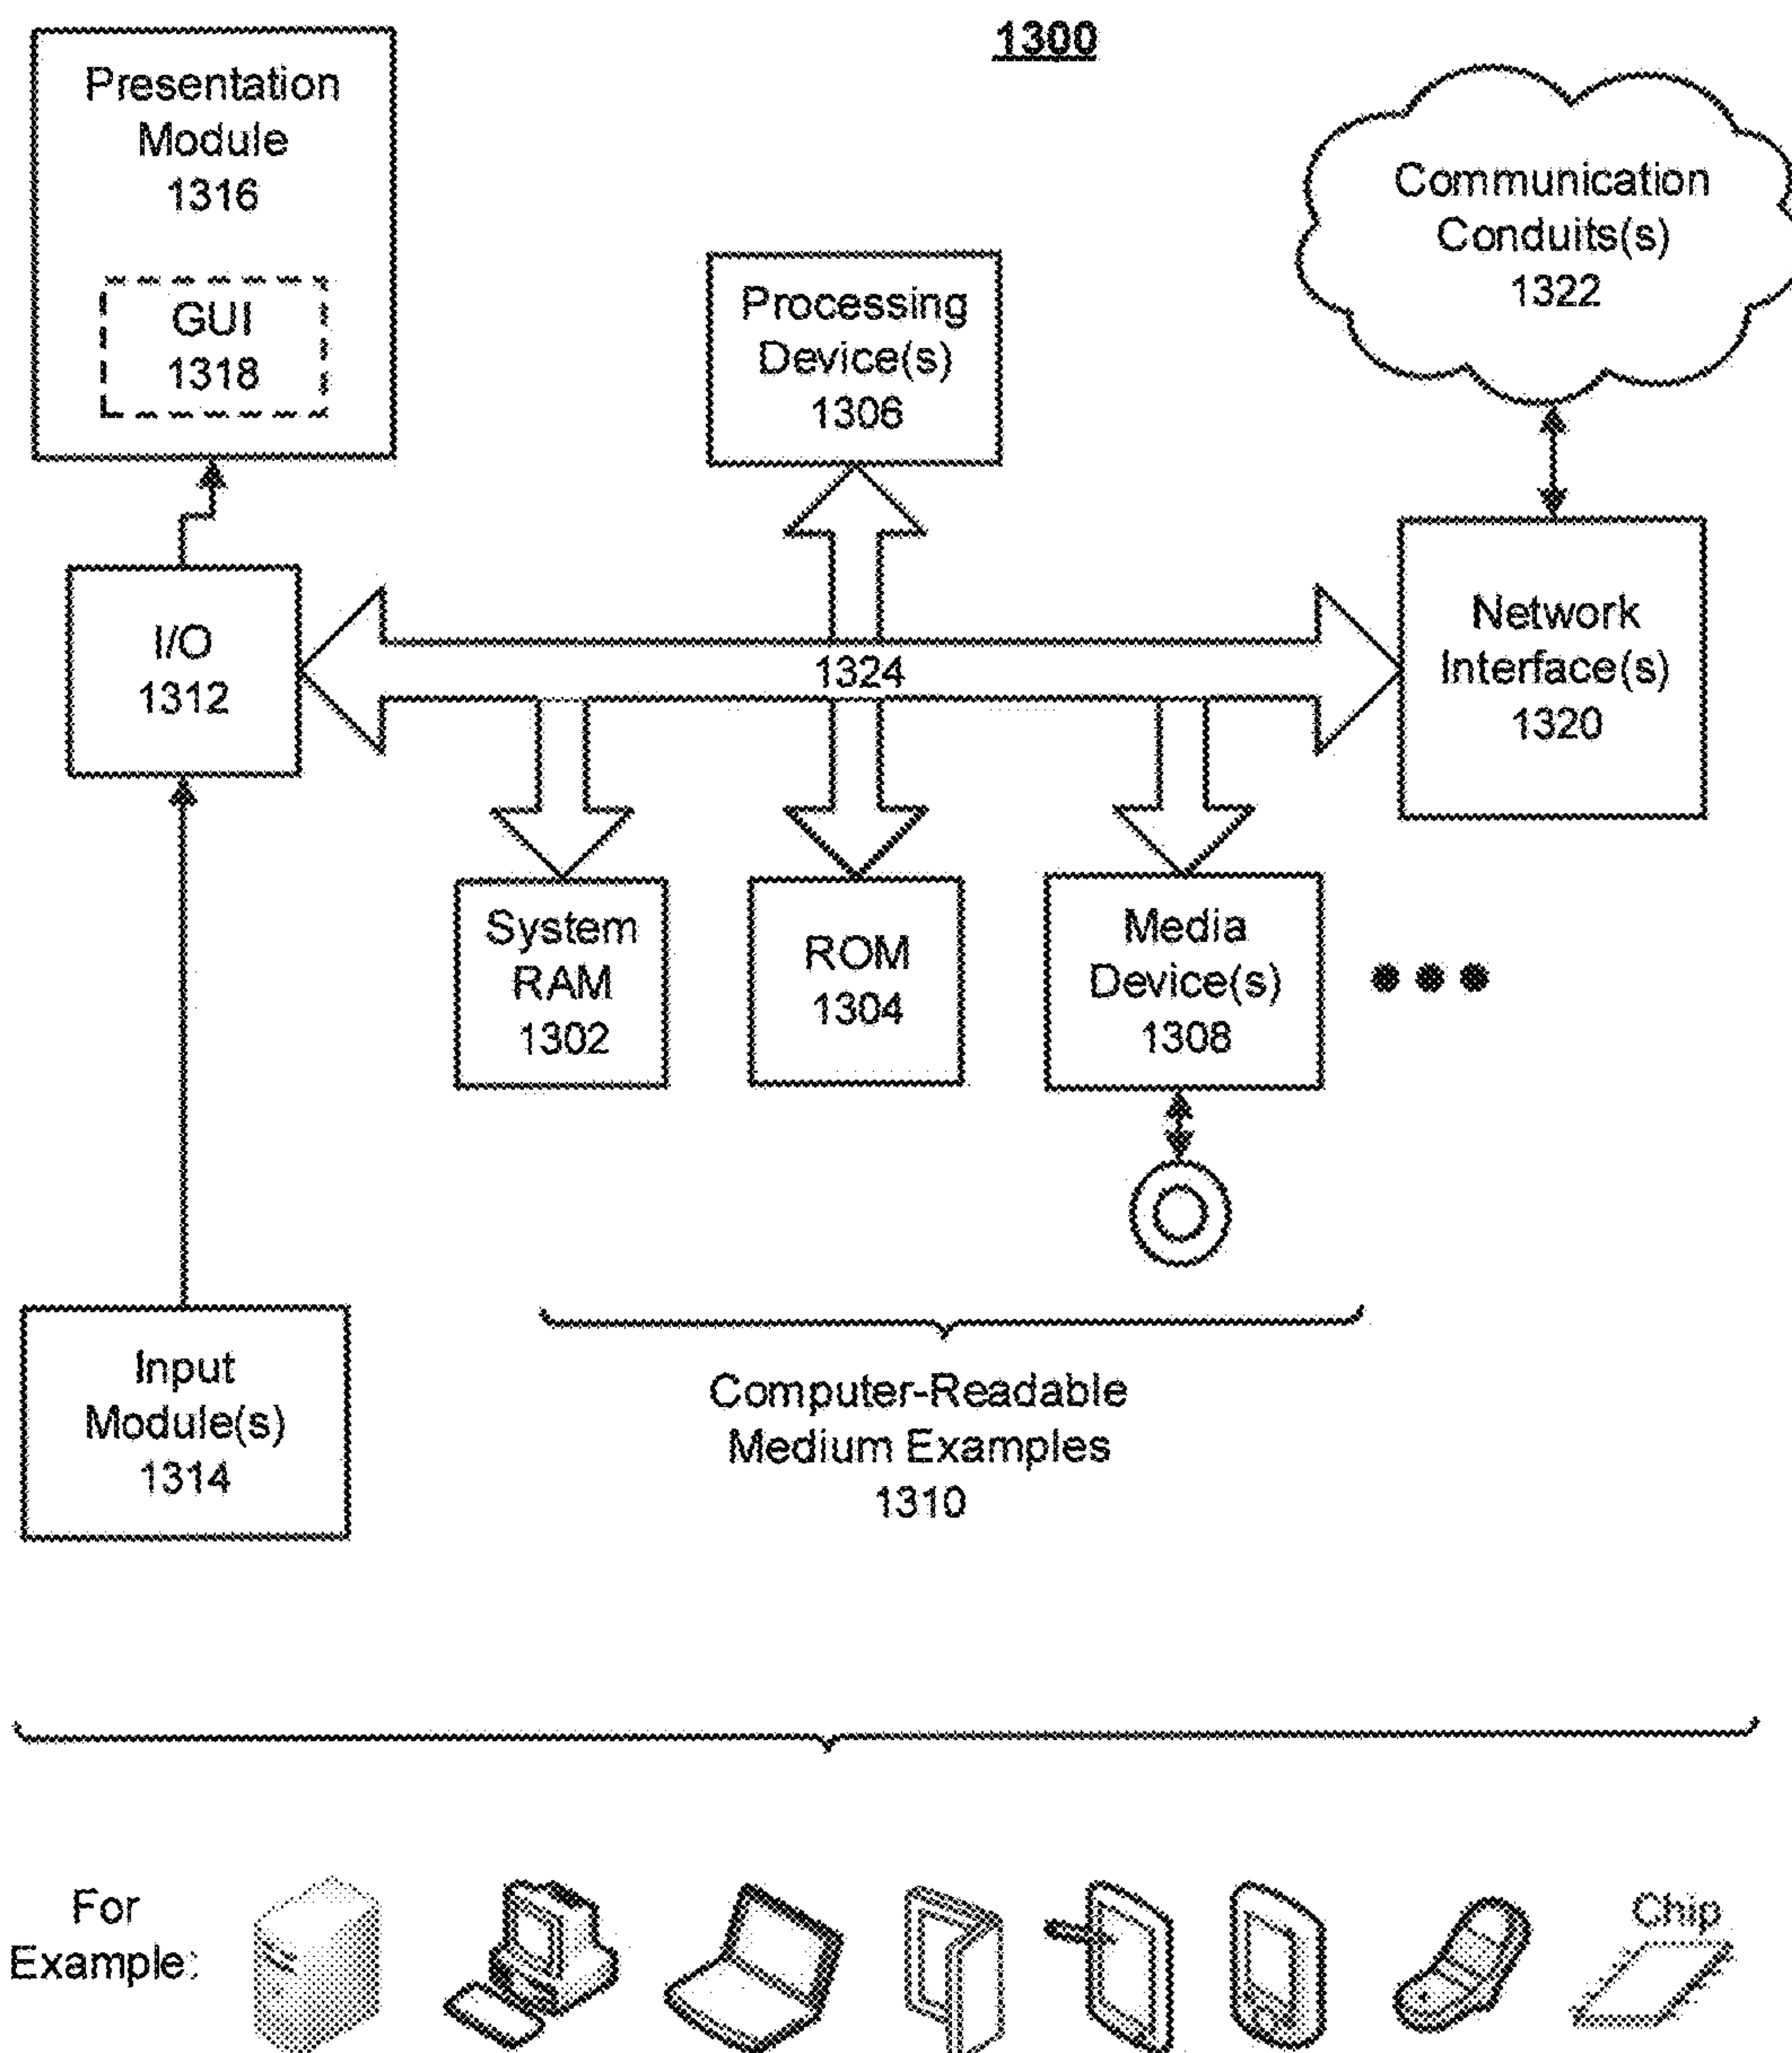 1300
Presentation
Module
1316
GUI
1318
Communication
Conduits(s)
1322
Processing
Device(s)
1306
I/O
1312
1324
Network
Interface(s)
1320
System
RAM
1302
ROM
1304
Media
Device(s)
1308
Input
Module(s)
1314
Computer-Readable
Medium Examples
1310
For
Example:
Chip